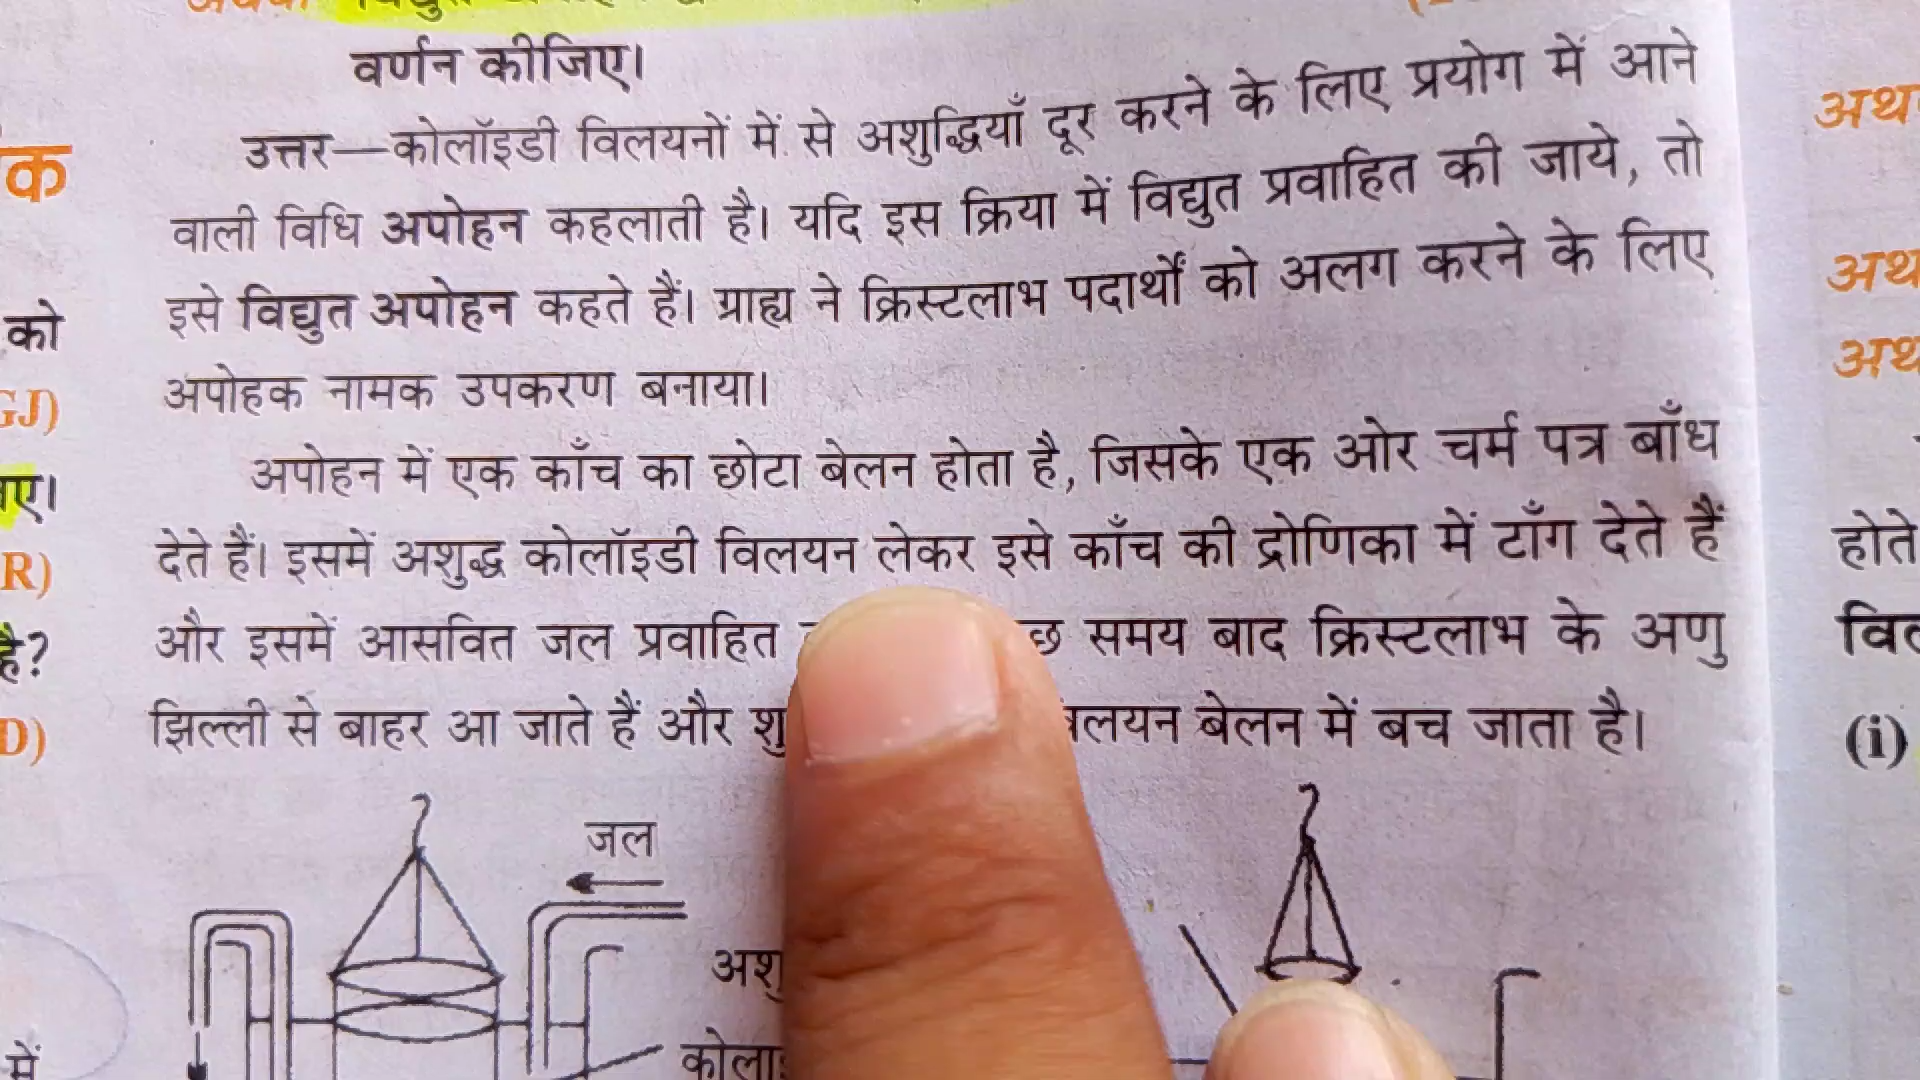 वर्णन कीजिए।
उत्तर—कोलॉइडी विलयनों में से अशुद्धियाँ दूर करने के लिए प्रयोग में आने
वाली विधि अपोहन कहलाती है। यदि इस क्रिया में विद्युत प्रवाहित की जाये, तो
इसे विद्युत अपोहन कहते हैं। ग्राह्य ने क्रिस्टलाभ पदार्थों को अलग करने के लिए
अपोहक नामक उपकरण बनाया।
अपोहन में एक काँच का छोटा बेलन होता है, जिसके एक ओर चर्म पत्र बाँध
देते हैं। इसमें अशुद्ध कोलॉइडी विलयन लेकर इसे काँच की द्रोणिका में टाँग देते हैं
और इसमें आसवित जल प्रवाहित समय बाद क्रिस्टलाभ के अणु
झिल्ली से बाहर आ जाते हैं और बेलन में बच जाता है।
जल
क
को
GJ)
R)
है?
D)
में
होते
(i)